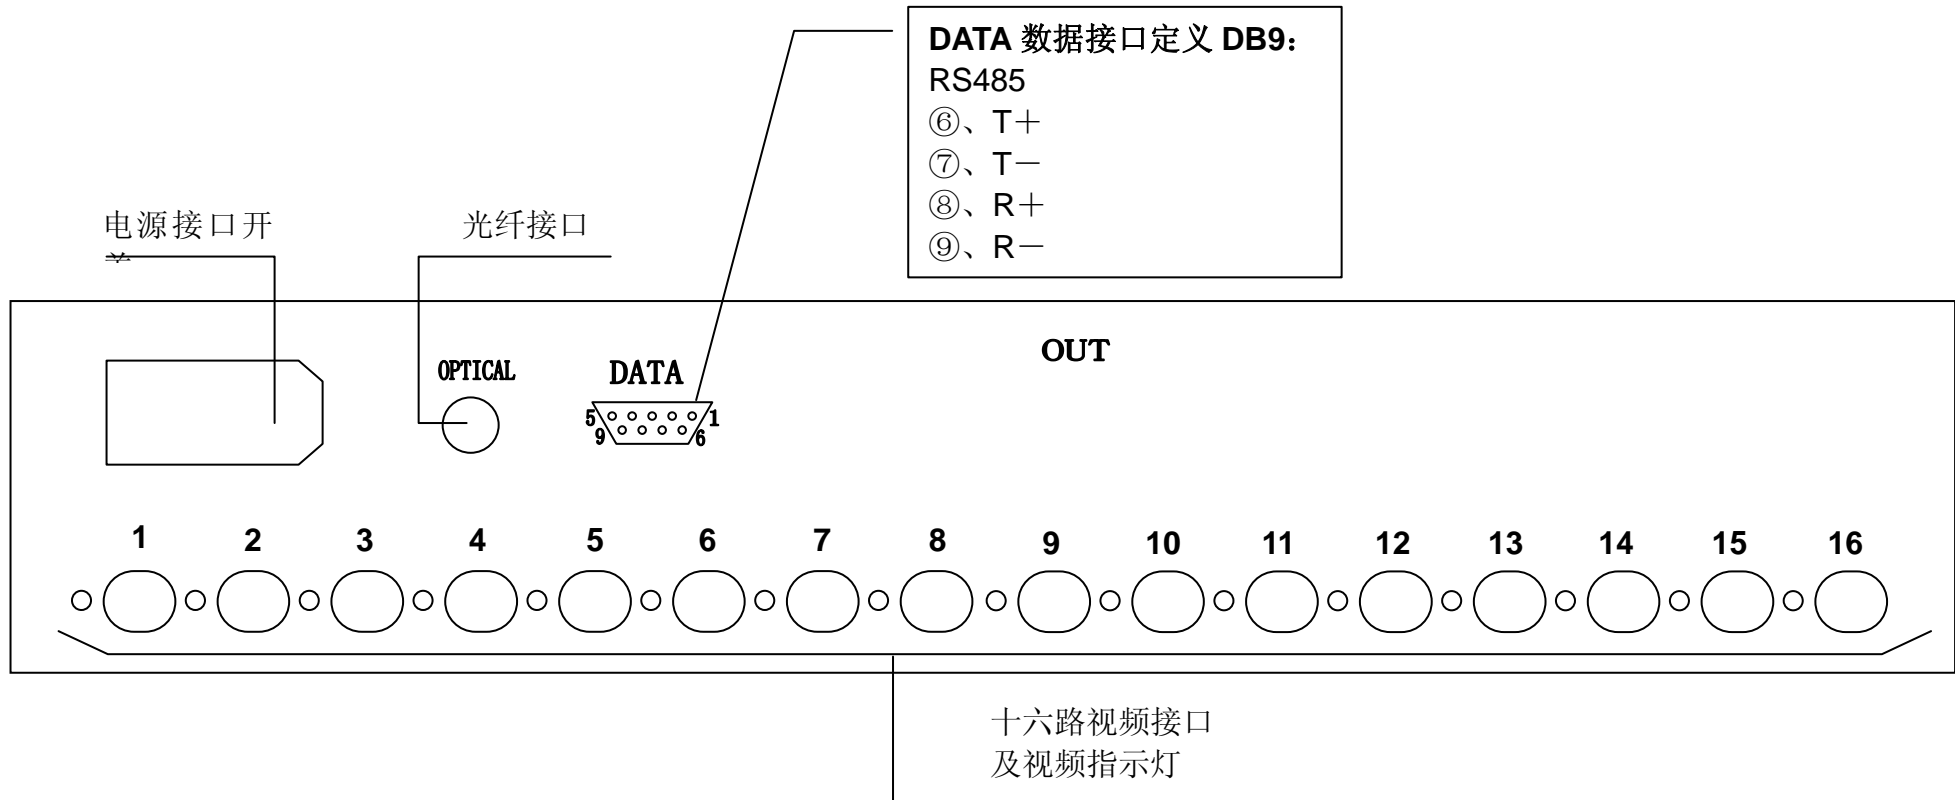 DATA 数据接口定义 DB9：
RS485
⑥、T＋
⑦、T－
⑧、R＋
⑨、R－
电源接口开
光纤接口
OUT
OPTICAL
DATA
5 1
9 6
1 2 3 4 5 6 7 8 9 10 11 12 13 14 15 16
十六路视频接口
及视频指示灯